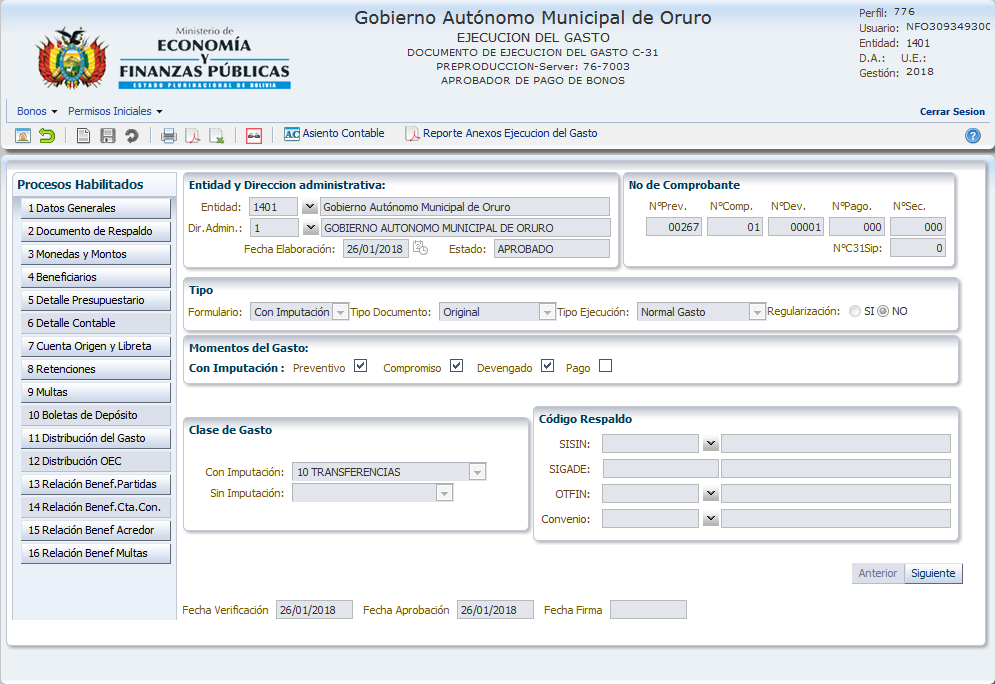 Ministerio de
ECONOMÍA
Y
FINANZAS PÚBLICAS
ESTADO PLURINACIONAL DE BOLIVIA
Gobierno Autónomo Municipal de Oruro
EJECUCION DEL GASTO
DOCUMENTO DE EJECUCION DEL GASTO C-31
PREPRODUCCION-Server: 76-7003
APROBADOR DE PAGO DE BONOS
Perfil: 776
Usuario: NFO309349300
Entidad: 1401
D.A.: U.E.:
Gestión: 2018
Bonos Permisos Iniciales Cerrar Sesion
AC Asiento Contable Reporte Anexos Ejecucion del Gasto ?
Procesos Habilitados
1 Datos Generales
2 Documento de Respaldo
3 Monedas y Montos
4 Beneficiarios
5 Detalle Presupuestario
6 Detalle Contable
7 Cuenta Origen y Libreta
8 Retenciones
9 Multas
10 Boletas de Depósito
11 Distribución del Gasto
12 Distribución OEC
13 Relación Benef.Partidas
14 Relación Benef.Cta.Con.
15 Relación Benef Acredor
16 Relación Benef Multas
Entidad y Direccion administrativa:
Entidad: 1401 Gobierno Autónomo Municipal de Oruro
Dir.Admin.: 1 GOBIERNO AUTONOMO MUNICIPAL DE ORURO
Fecha Elaboración: 26/01/2018 Estado: APROBADO
No de Comprobante
NºPrev. NºComp. NºDev. NºPago. NºSec.
00267 01 00001 000 000
NºC31Sip: 0
Tipo
Formulario: Con Imputación Tipo Documento: Original Tipo Ejecución: Normal Gasto Regularización: SI NO
Momentos del Gasto:
Con Imputación : Preventivo Compromiso Devengado Pago
Clase de Gasto
Con Imputación: 10 TRANSFERENCIAS
Sin Imputación:
Código Respaldo
SISIN:
SIGADE:
OTFIN:
Convenio:
Anterior Siguiente
Fecha Verificación 26/01/2018 Fecha Aprobación 26/01/2018 Fecha Firma